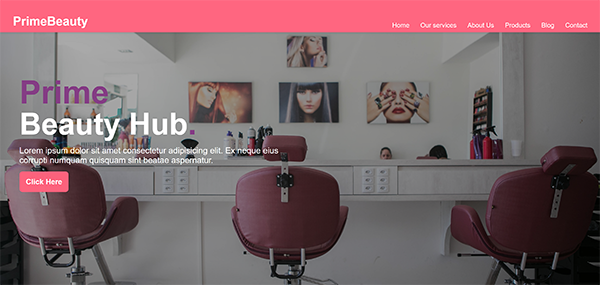 PrimeBeauty
Home Our services About Us Products Blog Contact
Prime
Beauty Hub.
Lorem ipsum dolor sit amet consectetur adipisicing elit. Ex neque eius
corrupti numquam quisquam sint beatae aspernatur.
Click Here